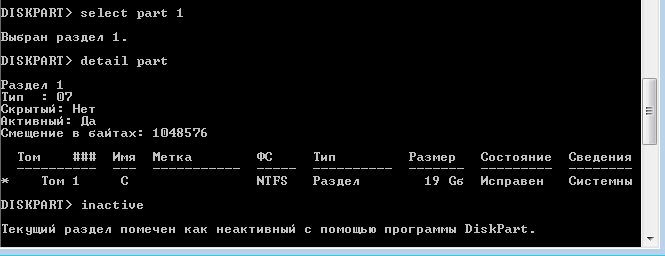 DISKPART> select part 1
Выбран раздел 1.
DISKPART> detail part
Раздел 1
Тип : 07
Скрытый: Нет
Активный: Да
Смещение в байтах: 1048576
Том ### Имя Метка ФС Тип Размер Состояние Сведения
---------- --- ----------- ----- ---------- ------- --------- --------
* Том 1 C NTFS Раздел 19 Gб Исправен Системны
DISKPART> inactive
Текущий раздел помечен как неактивный с помощью программы DiskPart.